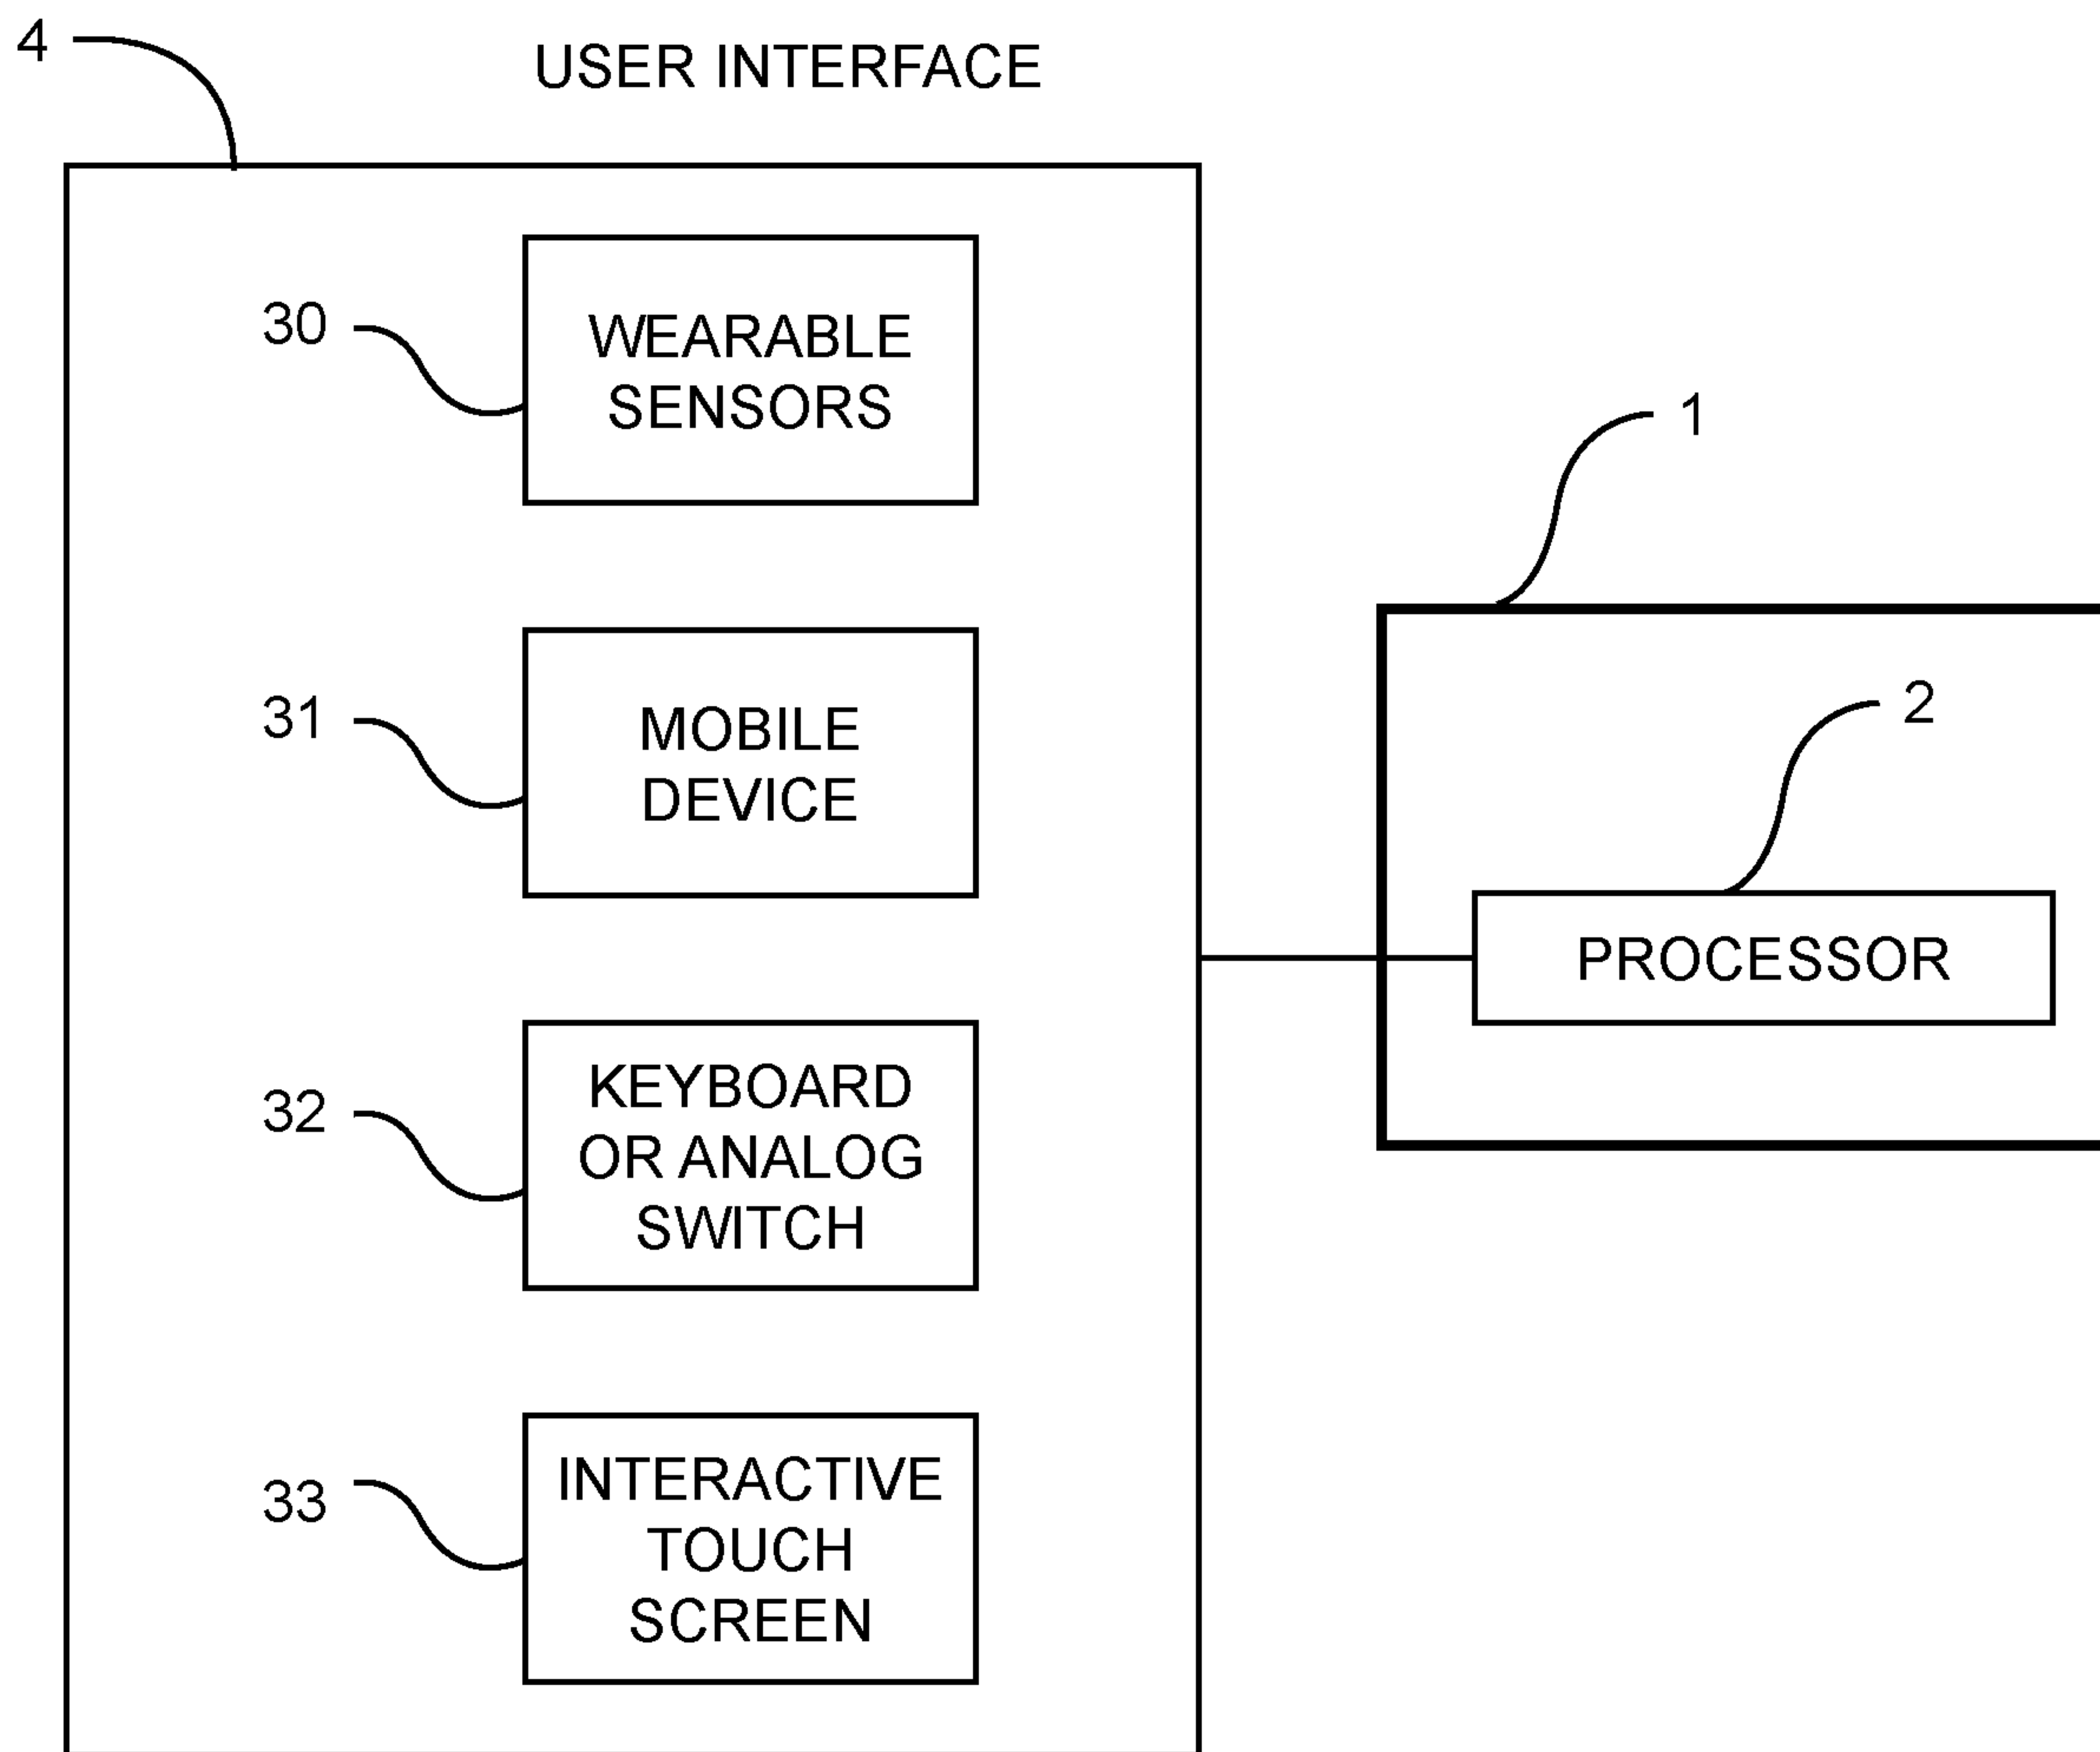 4
USER INTERFACE
30
WEARABLE
SENSORS
1
31
MOBILE
DEVICE
2
PROCESSOR
32
KEYBOARD
OR ANALOG
SWITCH
33
INTERACTIVE
TOUCH
SCREEN